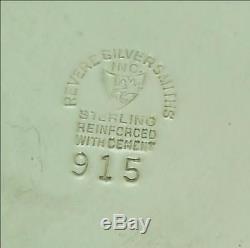 REVERE SILVERSMITHS
INC.
STERLING
REINFORCED
WITH CEMENT
915